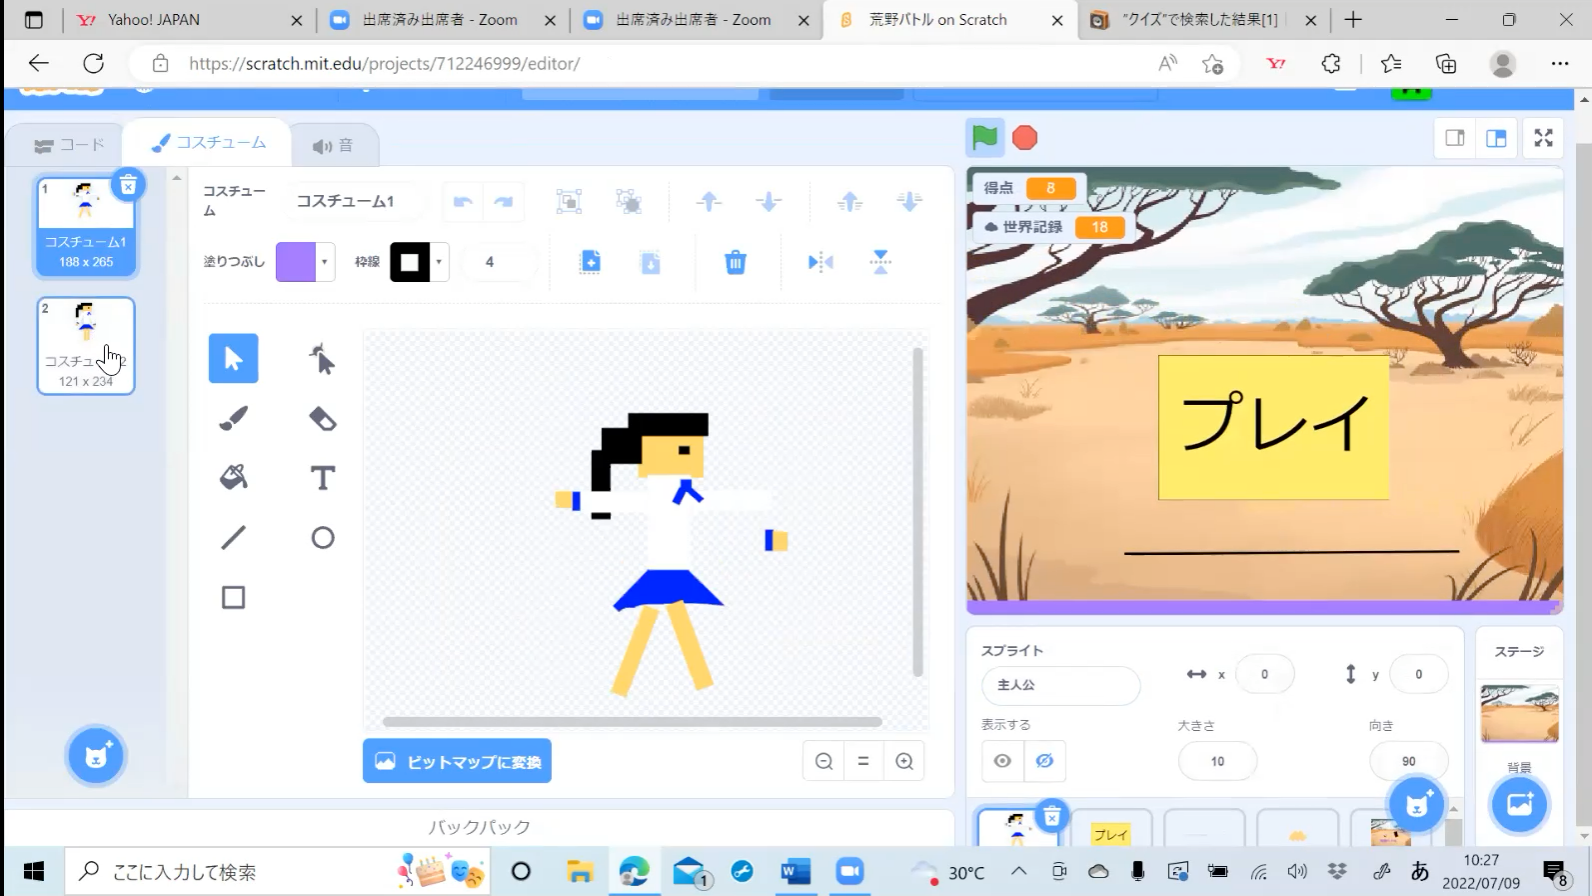 Yahoo! JAPAN
出席済み出席者 - Zoom
出席済み出席者 - Zoom
荒野バトル on Scratch
"クイズ"で検索した結果[1]
https://scratch.mit.edu/projects/712246999/editor/
コード
コスチューム
音
1
コスチューム1
188 x 265
2
121 x 234
コスチューム
コスチューム1
塗りつぶし
枠線
4
ビットマップに変換
バックパック
得点 8
世界記録 18
プレイ
スプライト
主人公
x 0
y 0
表示する
大きさ
10
向き
90
ステージ
背景
プレイ
ここに入力して検索
1
30°C
あ
10:27
2022/07/09
8